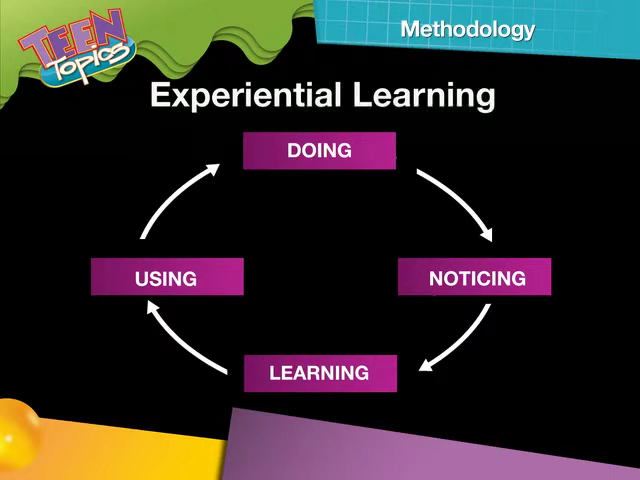 TEEN
Topics
Methodology
Experiential Learning
DOING
NOTICING
LEARNING
USING